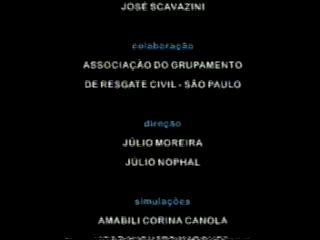 JOSÉ SCAVAZINI
colaboração
ASSOCIAÇÃO DO GRUPAMENTO
DE RESGATE CIVIL - SÃO PAULO
direção
JÚLIO MOREIRA
JÚLIO NOPHAL
simulações
AMABILI CORINA CANOLA